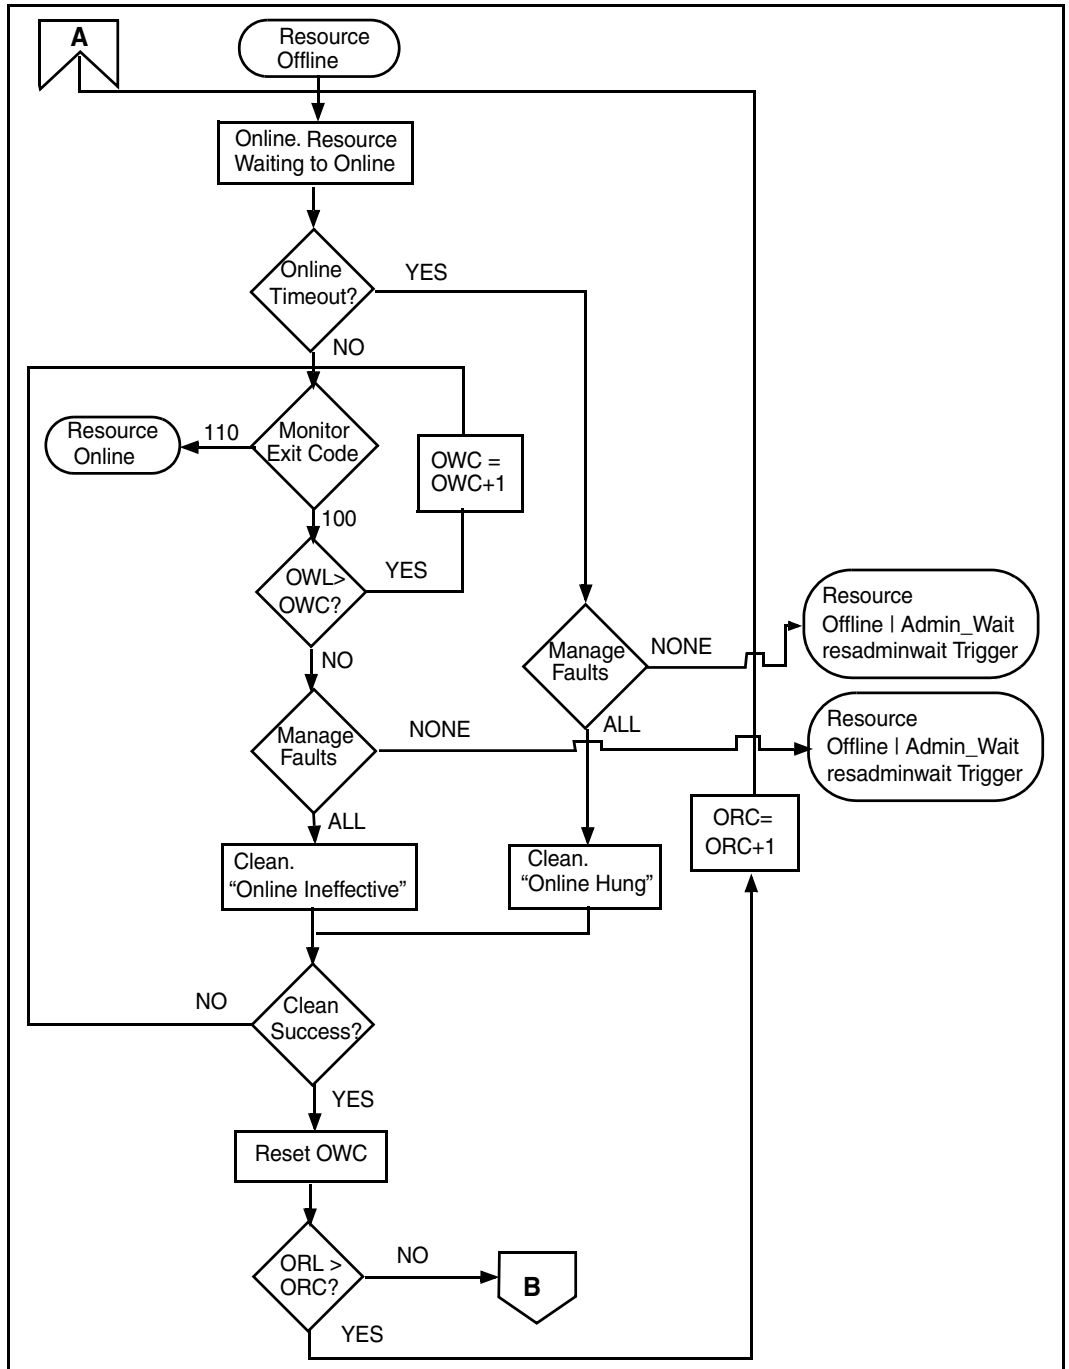 A
Resource
Offline
Online. Resource
Waiting to Online
Online
Timeout?
YES
NO
Monitor
Exit Code
110
Resource
Online
OWC =
OWC+1
100
OWL>
OWC?
YES
NO
Manage
Faults
NONE
Resource
Offline | Admin_Wait
resadminwait Trigger
ALL
Manage
Faults
NONE
Resource
Offline | Admin_Wait
resadminwait Trigger
ALL
ORC=
ORC+1
Clean.
“Online Ineffective”
Clean.
“Online Hung”
Clean
Success?
NO
YES
Reset OWC
ORL >
ORC?
NO
B
YES